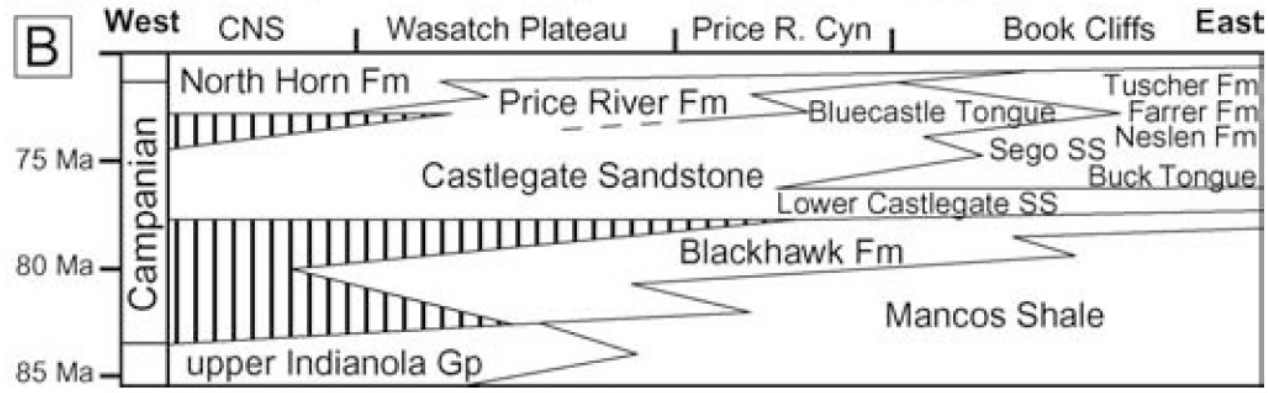 B
West CNS Wasatch Plateau Price R. Cyn Book Cliffs East
North Horn Fm
Tuscher Fm
Price River Fm
Bluecastle Tongue
Farrer Fm
Neslen Fm
75 Ma
Sego SS
Castlegate Sandstone
Buck Tongue
Lower Castlegate SS
Campanian
Blackhawk Fm
80 Ma
Mancos Shale
upper Indianola Gp
85 Ma